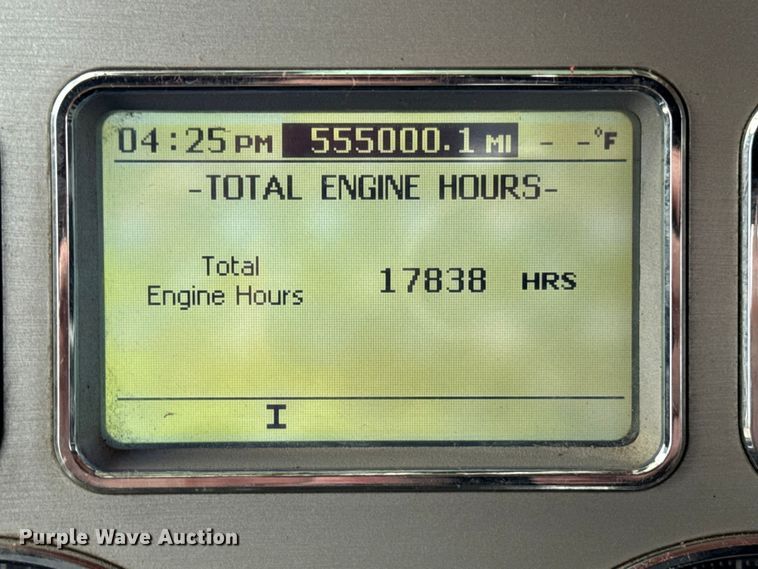 04:25 PM 555000.1 MI - -°F
-TOTAL ENGINE HOURS-
Total
Engine Hours 17838 HRS
I
Purple Wave Auction